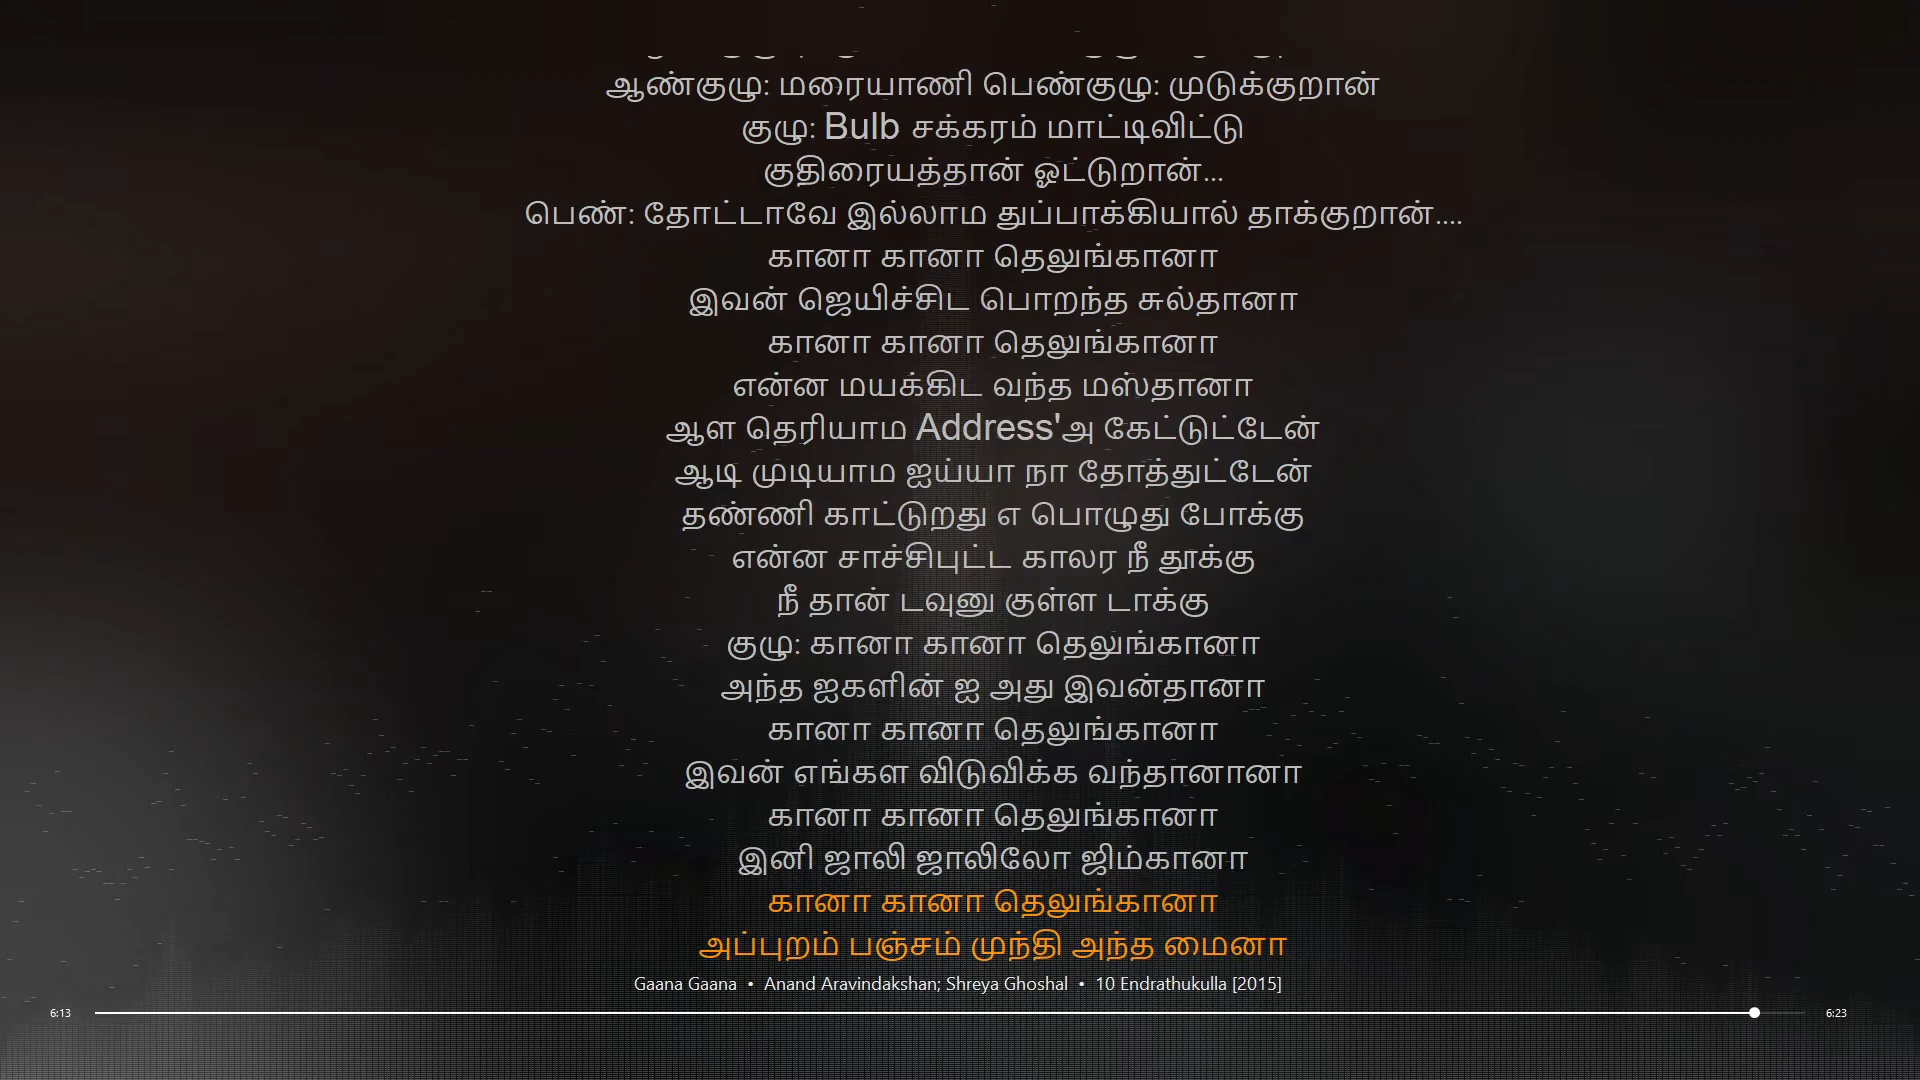 ஆண்குழு: மரையாணி பெண்குழு: முடுக்குறான்
குழு: Bulb சக்கரம் மாட்டிவிட்டு
குதிரையத்தான் ஓட்டுறான்...
பெண்: தோட்டாவே இல்லாம துப்பாக்கியால் தாக்குறான்....
கானா கானா தெலுங்கானா
இவன் ஜெயிச்சிட பொறந்த சுல்தானா
கானா கானா தெலுங்கானா
என்ன மயக்கிட வந்த மஸ்தானா
ஆள தெரியாம Address'அ கேட்டுட்டேன்
ஆடி முடியாம ஐய்யா நா தோத்துட்டேன்
தண்ணி காட்டுறது எ பொழுது போக்கு
என்ன சாச்சிபுட்ட காலர நீ தூக்கு
நீ தான் டவுனு குள்ள டாக்கு
குழு: கானா கானா தெலுங்கானா
அந்த ஐகளின் ஐ அது இவன்தானா
கானா கானா தெலுங்கானா
இவன் எங்கள விடுவிக்க வந்தானானா
கானா கானா தெலுங்கானா
இனி ஜாலி ஜாலிலோ ஜிம்கானா
கானா கானா தெலுங்கானா
அப்புறம் பஞ்சம் முந்தி அந்த மைனா
Gaana Gaana • Anand Aravindakshan; Shreya Ghoshal • 10 Endrathukulla [2015]
6:13 6:23